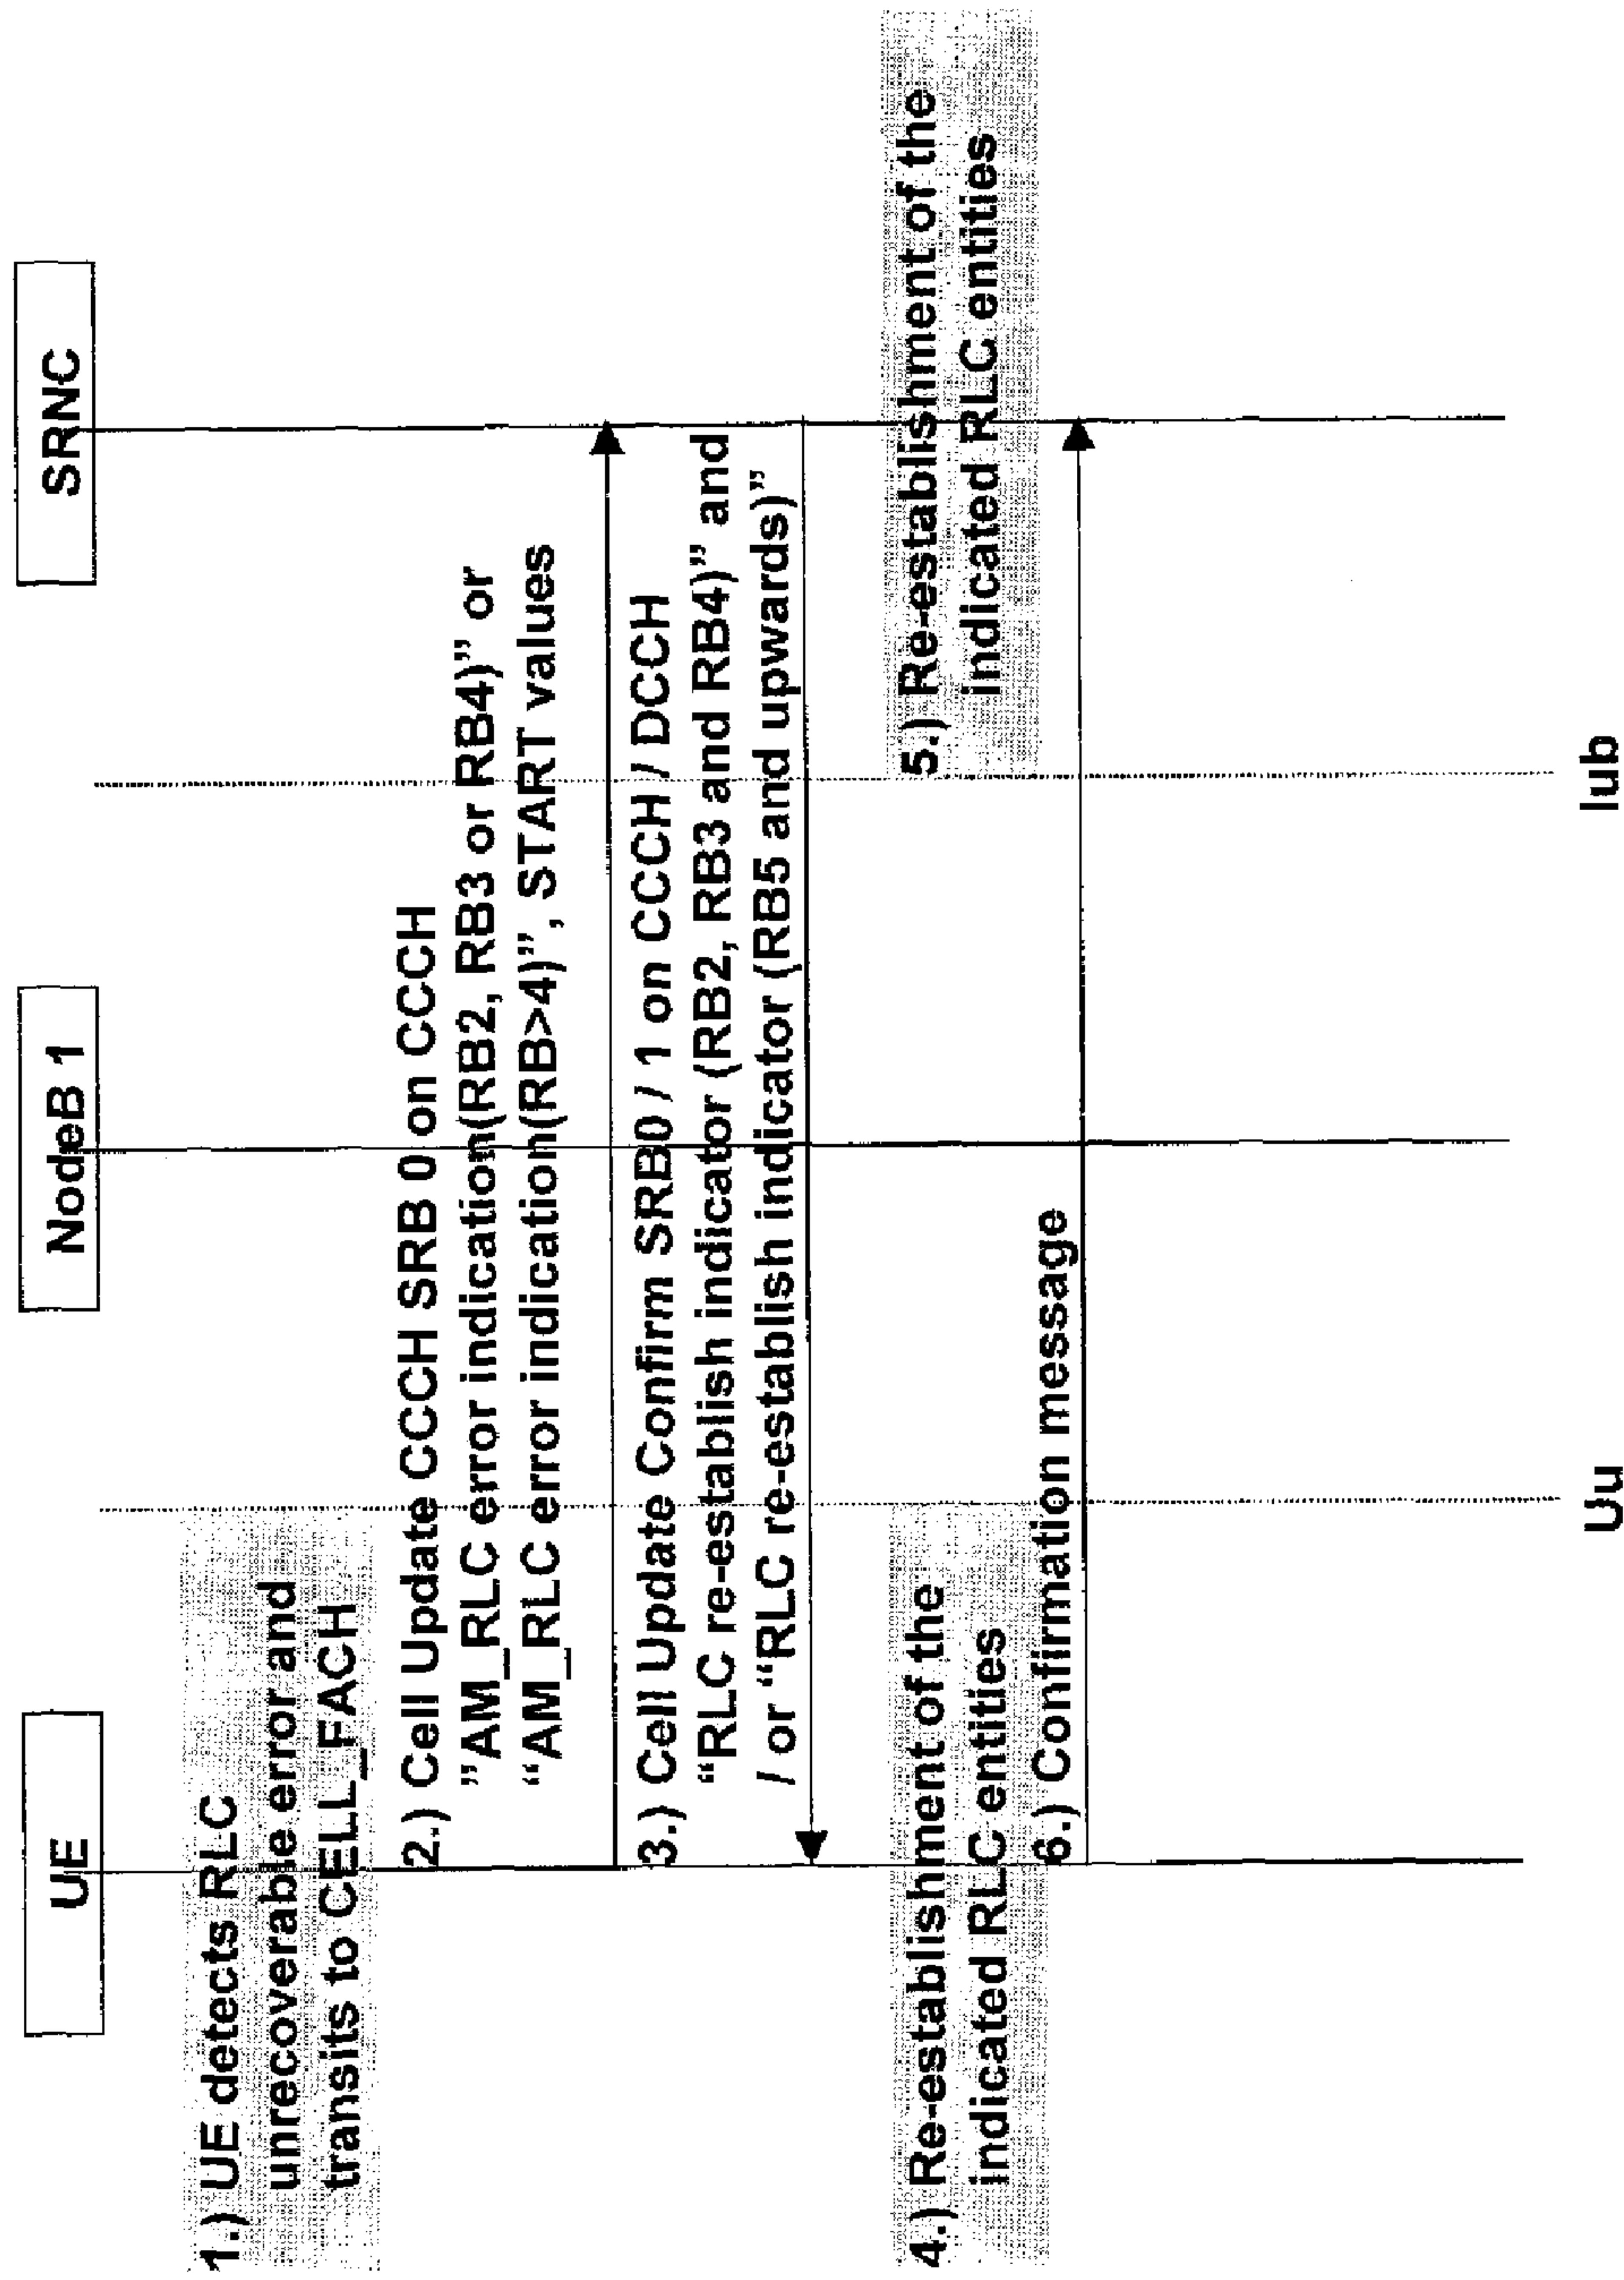 UE
NodeB 1
SRNC
1.) UE detects RLC
unrecoverable error and
transits to CELL_FACH
2.) Cell Update CCCH SRB 0 on CCCH
”AM_RLC error indication(RB2, RB3 or RB4)” or
“AM_RLC error indication(RB>4)”, START values
3.) Cell Update Confirm SRB0 / 1 on CCCH / DCCH
“RLC re-establish indicator (RB2, RB3 and RB4)” and
/ or “RLC re-establish indicator (RB5 and upwards)”
4.) Re-establishment of the
indicated RLC entities
5.) Re-establishment of the
indicated RLC entities
6.) Confirmation message
Uu
Iub